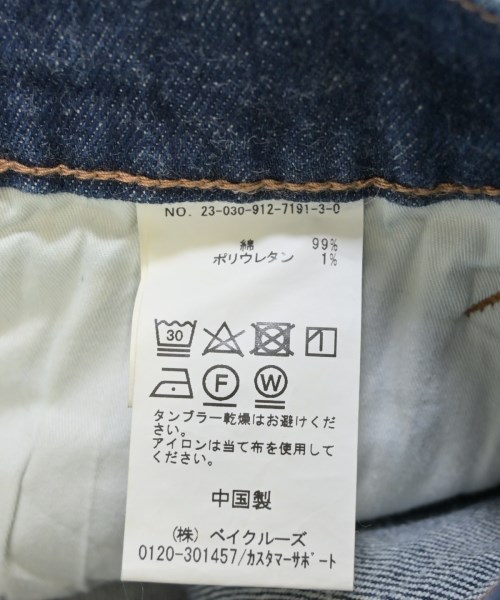 NO. 23-030-912-7191-3-0
綿 99%
ポリウレタン 1%
30
F W
タンブラー乾燥はお避けくだ
さい。
アイロンは当て布を使用して
ください。
中国製
(株) ベイクルーズ
0120-301457/カスタマーサポート